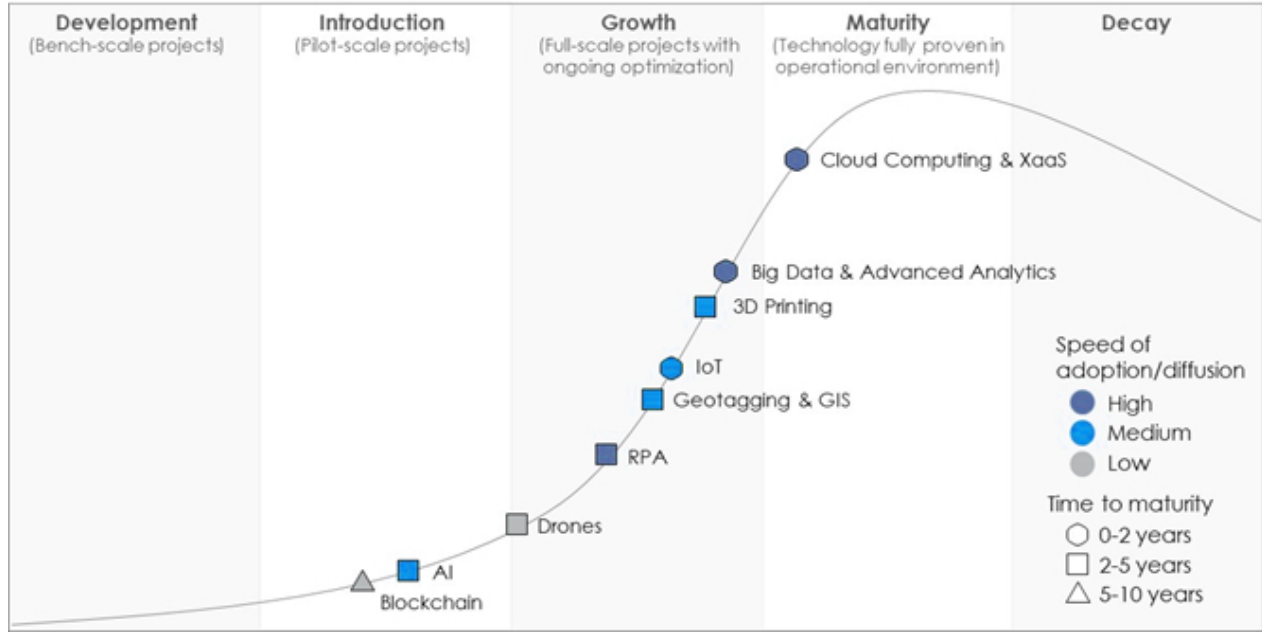 Development
(Bench-scale projects)
Introduction
(Pilot-scale projects)
Growth
(Full-scale projects with
ongoing optimization)
Maturity
(Technology fully proven in
operational environment)
Decay
Cloud Computing & XaaS
Big Data & Advanced Analytics
3D Printing
IoT
Geotagging & GIS
RPA
Drones
AI
Blockchain
Speed of
adoption/diffusion
High
Medium
Low
Time to maturity
0-2 years
2-5 years
5-10 years